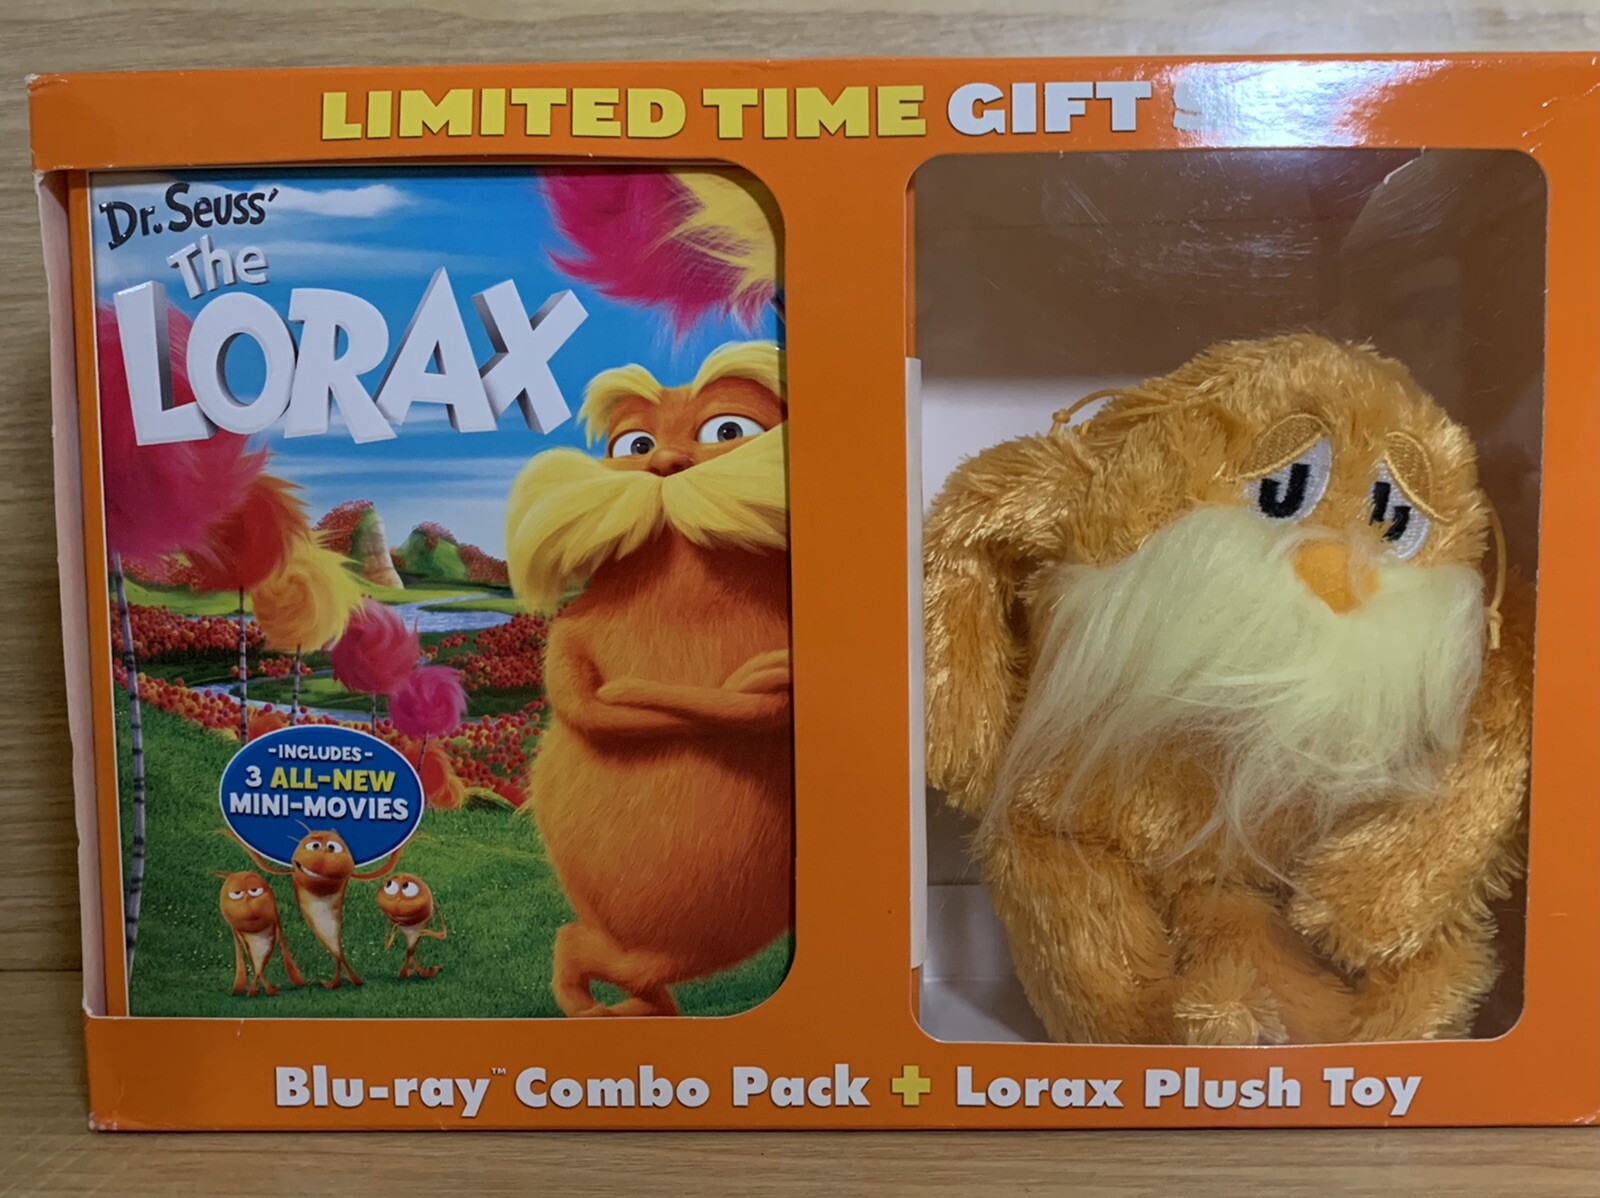 LIMITED TIME GIFT
Dr. Seuss'
The
LORAX
-INCLUDES-
3 ALL-NEW
MINI-MOVIES
Blu-ray™ Combo Pack + Lorax Plush Toy